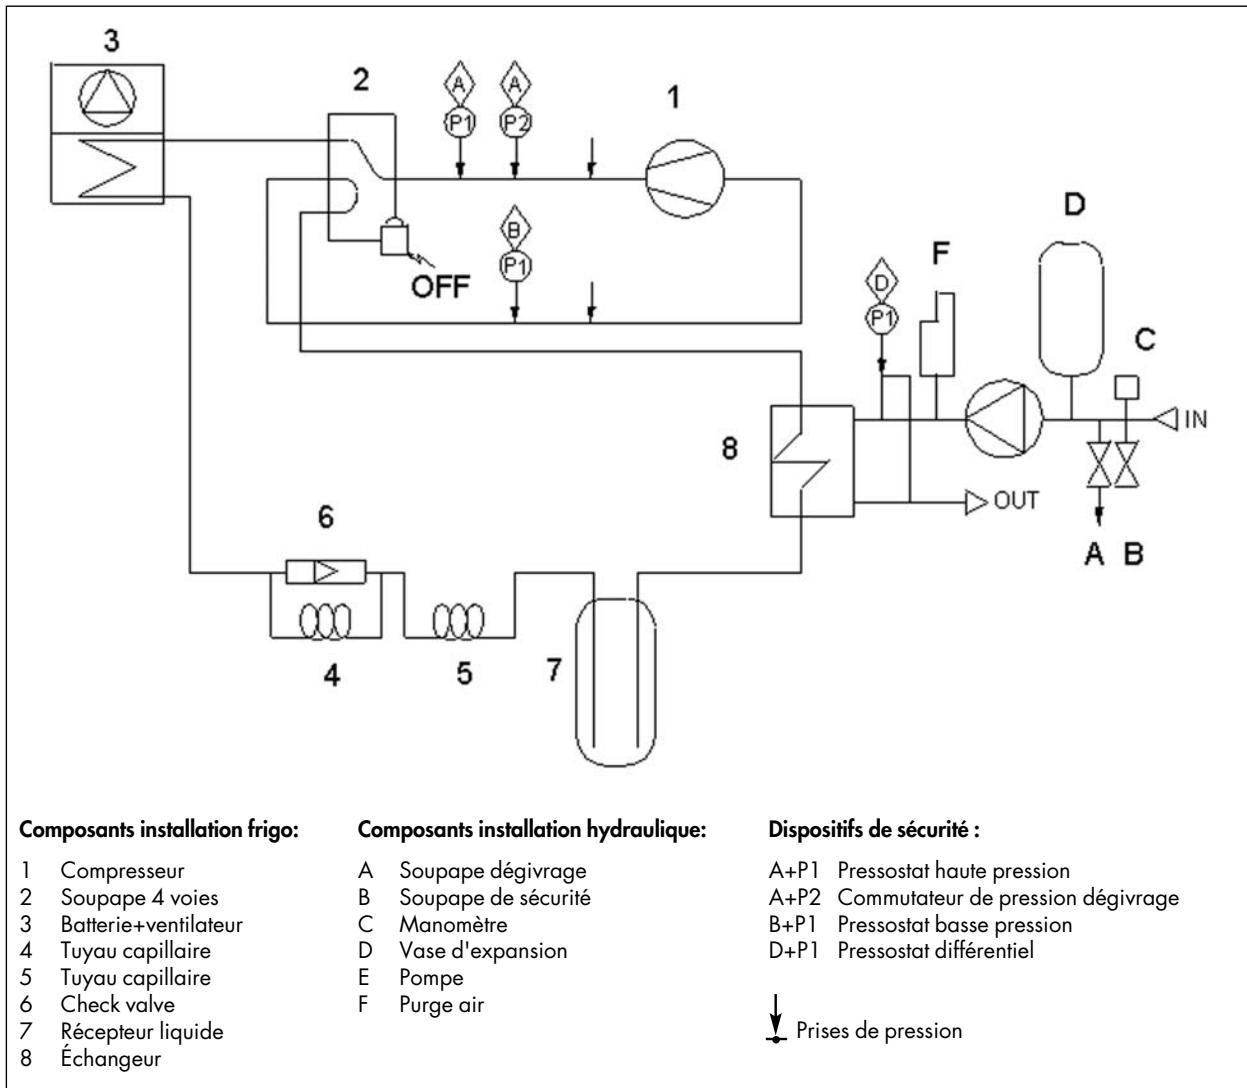 3
2
A
A
1
P1
P2
B
P1
OFF
D
F
D
P1
C
IN
8
OUT
A B
6
4
5
7
Composants installation frigo:
1 Compresseur
2 Soupape 4 voies
3 Batterie+ventilateur
4 Tuyau capillaire
5 Tuyau capillaire
6 Check valve
7 Récepteur liquide
8 Échangeur
Composants installation hydraulique:
A Soupape dégivrage
B Soupape de sécurité
C Manomètre
D Vase d'expansion
E Pompe
F Purge air
Dispositifs de sécurité :
A+P1 Pressostat haute pression
A+P2 Commutateur de pression dégivrage
B+P1 Pressostat basse pression
D+P1 Pressostat différentiel
Prises de pression